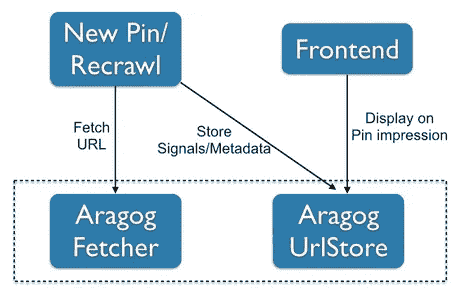 New Pin/
Recrawl
Frontend
Fetch
URL
Store
Signals/Metadata
Display on
Pin impression
Aragog
Fetcher
Aragog
UrlStore